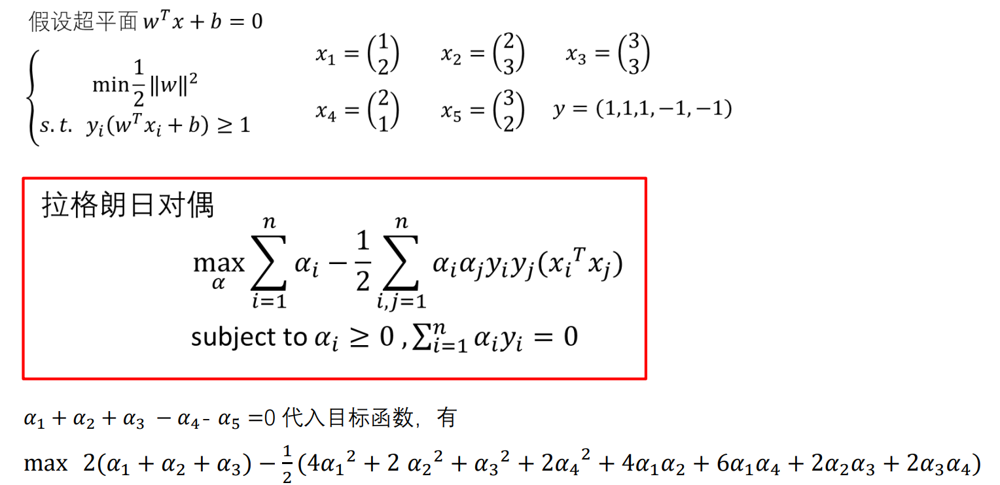 假设超平面 $w^T x + b = 0$
$\begin{cases} \min \frac{1}{2} \|w\|^2 \\ s.t. \ y_i(w^T x_i + b) \geq 1 \end{cases}$
$x_1 = \binom{1}{2}$ $x_2 = \binom{2}{3}$ $x_3 = \binom{3}{3}$
$x_4 = \binom{2}{1}$ $x_5 = \binom{3}{2}$ $y = (1,1,1,-1,-1)$
拉格朗日对偶
$\max_{\alpha} \sum_{i=1}^{n} \alpha_i - \frac{1}{2} \sum_{i,j=1}^{n} \alpha_i \alpha_j y_i y_j (x_i^T x_j)$
subject to $\alpha_i \geq 0 , \sum_{i=1}^{n} \alpha_i y_i = 0$
$\alpha_1 + \alpha_2 + \alpha_3 - \alpha_4 - \alpha_5 = 0$ 代入目标函数，有
$\max \ 2(\alpha_1 + \alpha_2 + \alpha_3) - \frac{1}{2}(4\alpha_1^2 + 2\alpha_2^2 + \alpha_3^2 + 2\alpha_4^2 + 4\alpha_1\alpha_2 + 6\alpha_1\alpha_4 + 2\alpha_2\alpha_3 + 2\alpha_3\alpha_4)$